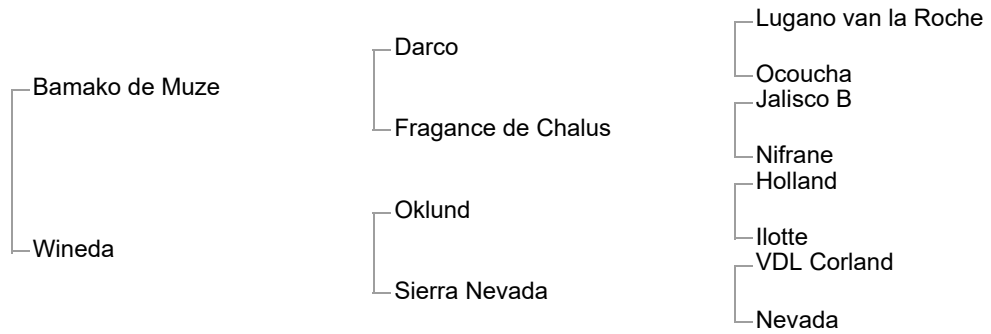 Lugano van la Roche
Darco
Ocoucha
Bamako de Muze
Jalisco B
Fragance de Chalus
Nifrane
Holland
Oklund
Ilotte
Wineda
VDL Corland
Sierra Nevada
Nevada